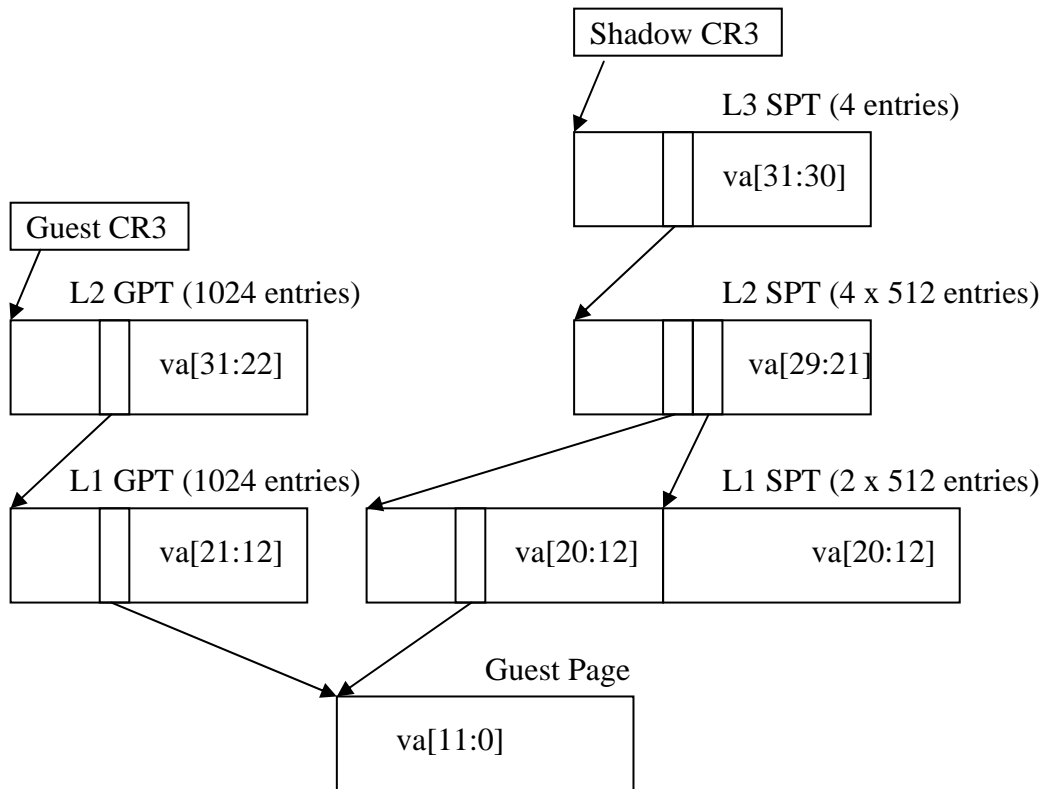 Shadow CR3
L3 SPT (4 entries)
va[31:30]
Guest CR3
L2 GPT (1024 entries)
va[31:22]
L2 SPT (4 x 512 entries)
va[29:21]
L1 GPT (1024 entries)
va[21:12]
L1 SPT (2 x 512 entries)
va[20:12]
va[20:12]
Guest Page
va[11:0]